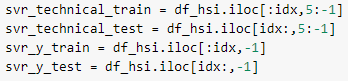 svr_technical_train = df_hsi.iloc[:idx,5:-1]
svr_technical_test = df_hsi.iloc[idx:,5:-1]
svr_y_train = df_hsi.iloc[:idx,-1]
svr_y_test = df_hsi.iloc[idx:,-1]